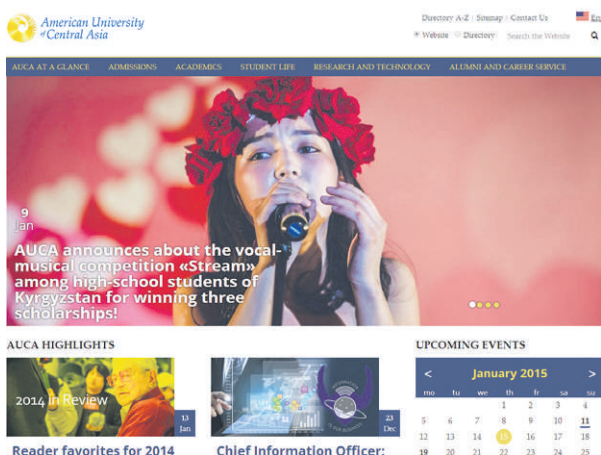 American University
of Central Asia
Directory A-Z | Sitemap | Contact Us
Website Directory Search the Website
AUCA AT A GLANCE ADMISSIONS ACADEMICS STUDENT LIFE RESEARCH AND TECHNOLOGY ALUMNI AND CAREER SERVICE
9
Jan
AUCA announces about the vocal-
musical competition «Stream»
among high-school students of
Kyrgyzstan for winning three
scholarships!
AUCA HIGHLIGHTS
2014 in Review
13
Jan
Reader favorites for 2014
23
Dec
Chief Information Officer:
UPCOMING EVENTS
< January 2015 >
mo tu we th fr sa su
1 2 3 4
5 6 7 8 9 10 11
12 13 14 15 16 17 18
19 20 21 22 23 24 25